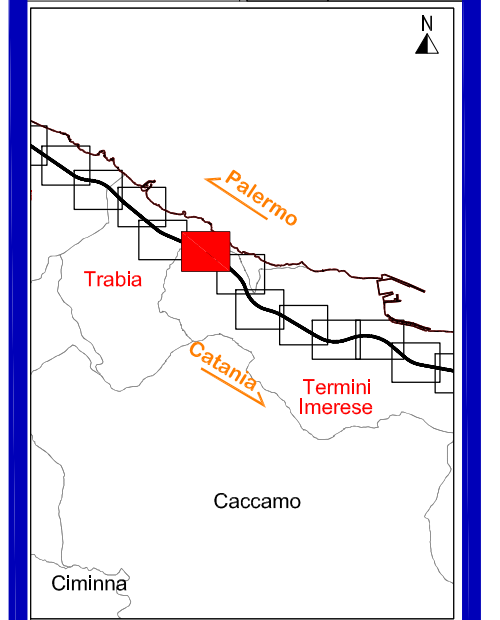 N
Palermo
Trabia
Catania
Termini
Imerese
Caccamo
Ciminna